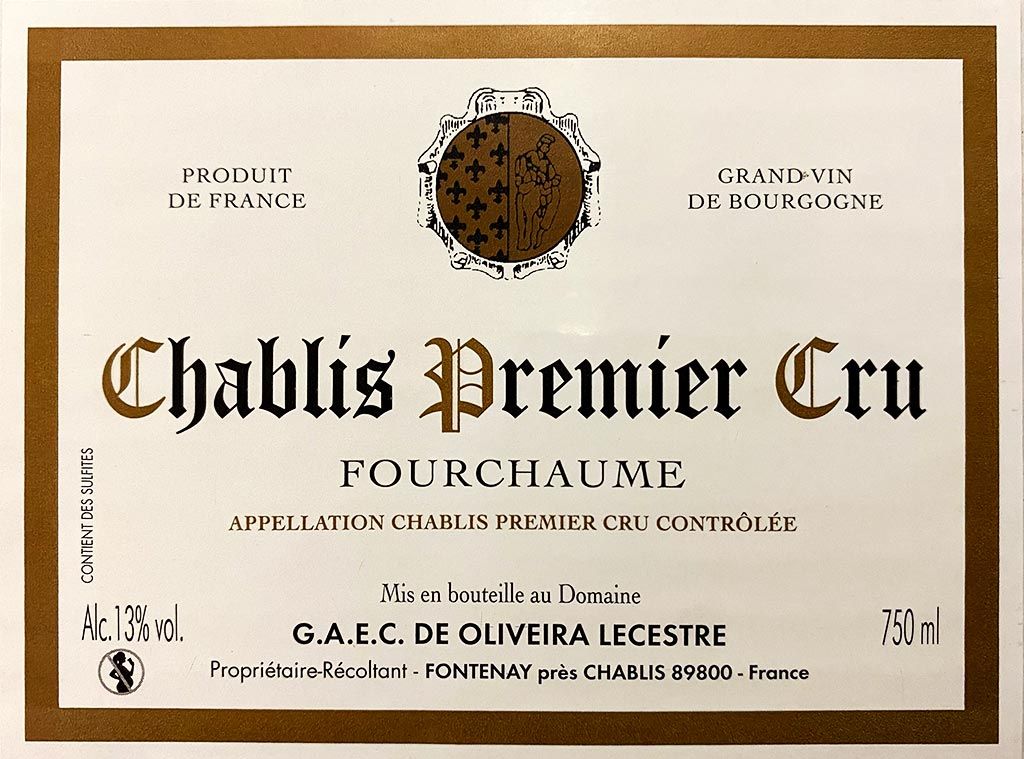 PRODUIT
DE FRANCE
GRAND VIN
DE BOURGOGNE
Chablis Premier Cru
FOURCHAUME
APPELLATION CHABLIS PREMIER CRU CONTRÔLÉE
CONTIENT DES SULFITES
Mis en bouteille au Domaine
Alc.13% vol.
G.A.E.C. DE OLIVEIRA LECESTRE
750 ml
Propriétaire-Récoltant - FONTENAY près CHABLIS 89800 - France